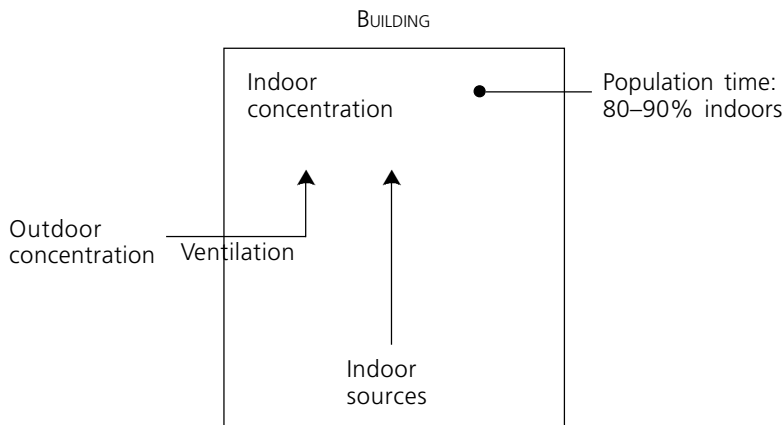 BUILDING
Indoor
concentration
Population time:
80–90% indoors
Outdoor
concentration
Ventilation
Indoor
sources